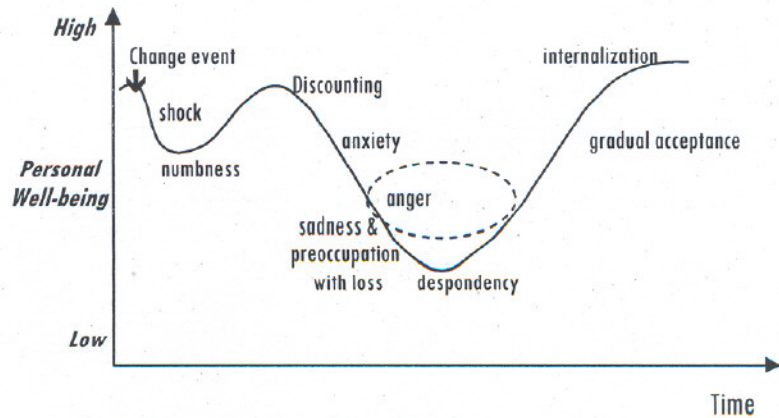 High
Change event
shock
numbness
Discounting
anxiety
anger
sadness &
preoccupation
with loss
despondency
internalization
gradual acceptance
Personal
Well-being
Low
Time